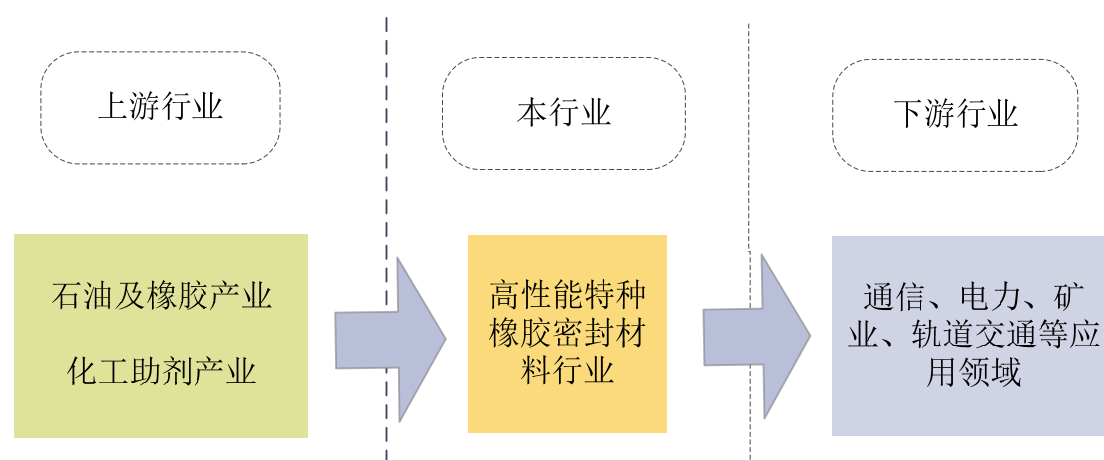 上游行业
本行业
下游行业
石油及橡胶产业
化工助剂产业
高性能特种
橡胶密封材
料行业
通信、电力、矿
业、轨道交通等应
用领域